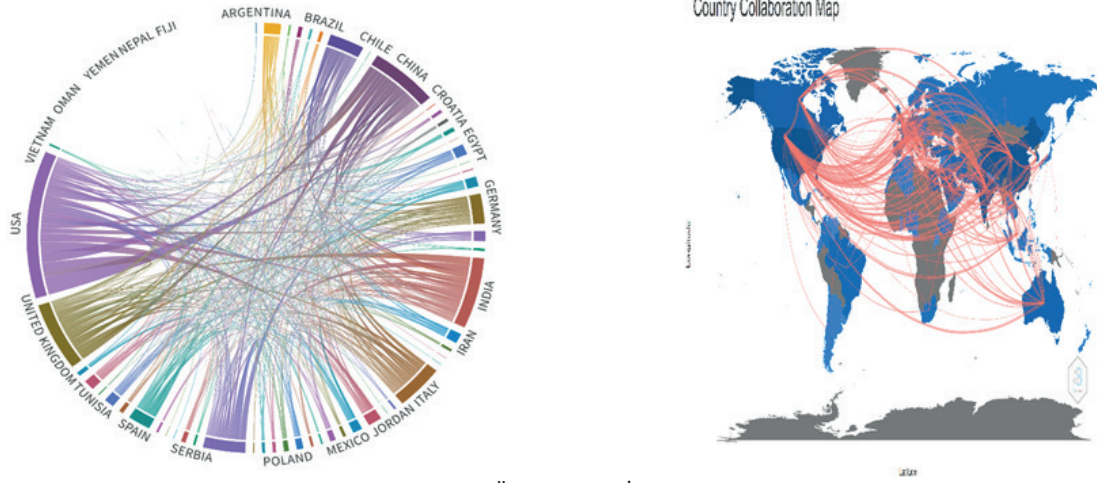 ARGENTINA
BRAZIL
CHILE
CHINA
CROATIA
EGYPT
GERMANY
INDIA
IRAN
ITALY
JORDAN
MEXICO
POLAND
SERBIA
SPAIN
TUNISIA
UNITED KINGDOM
USA
VIETNAM
OMAN
YEMEN
NEPAL
FIJI
Country Collaboration Map